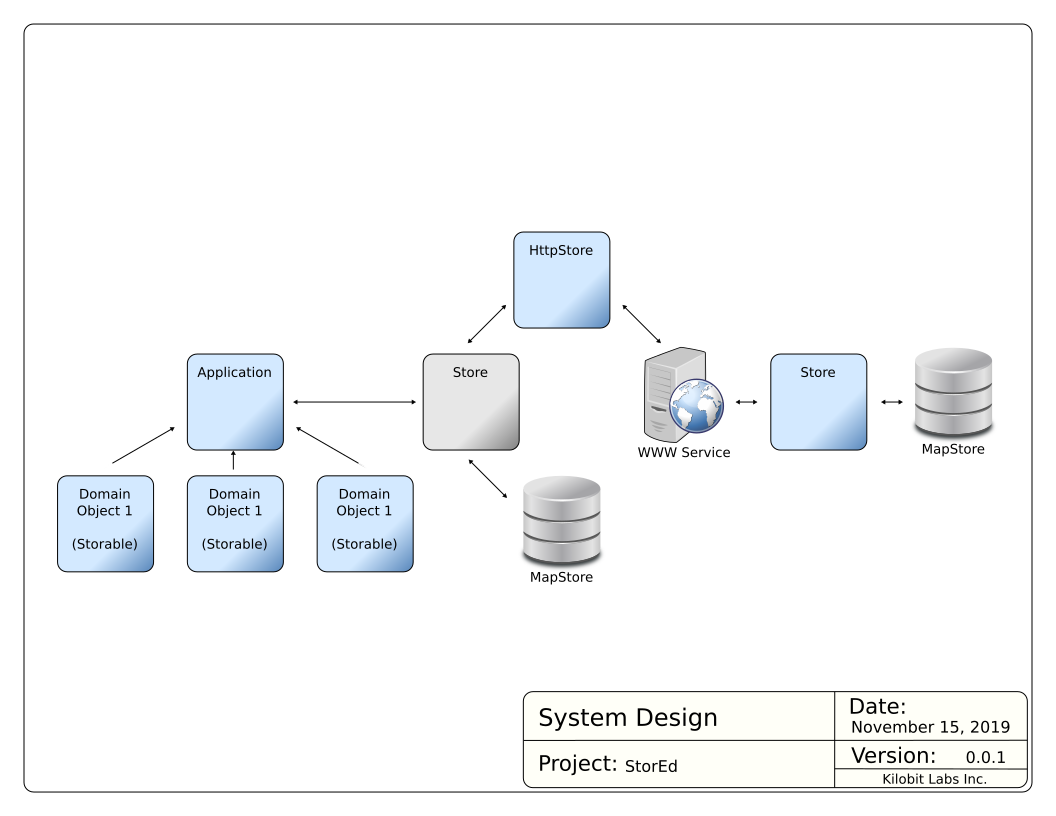 HttpStore
Application
Store
Store
WWW Service
MapStore
Domain
Object 1
(Storable)
Domain
Object 1
(Storable)
Domain
Object 1
(Storable)
MapStore
System Design
Date:
November 15, 2019
Project: StorEd
Version: 0.0.1
Kilobit Labs Inc.